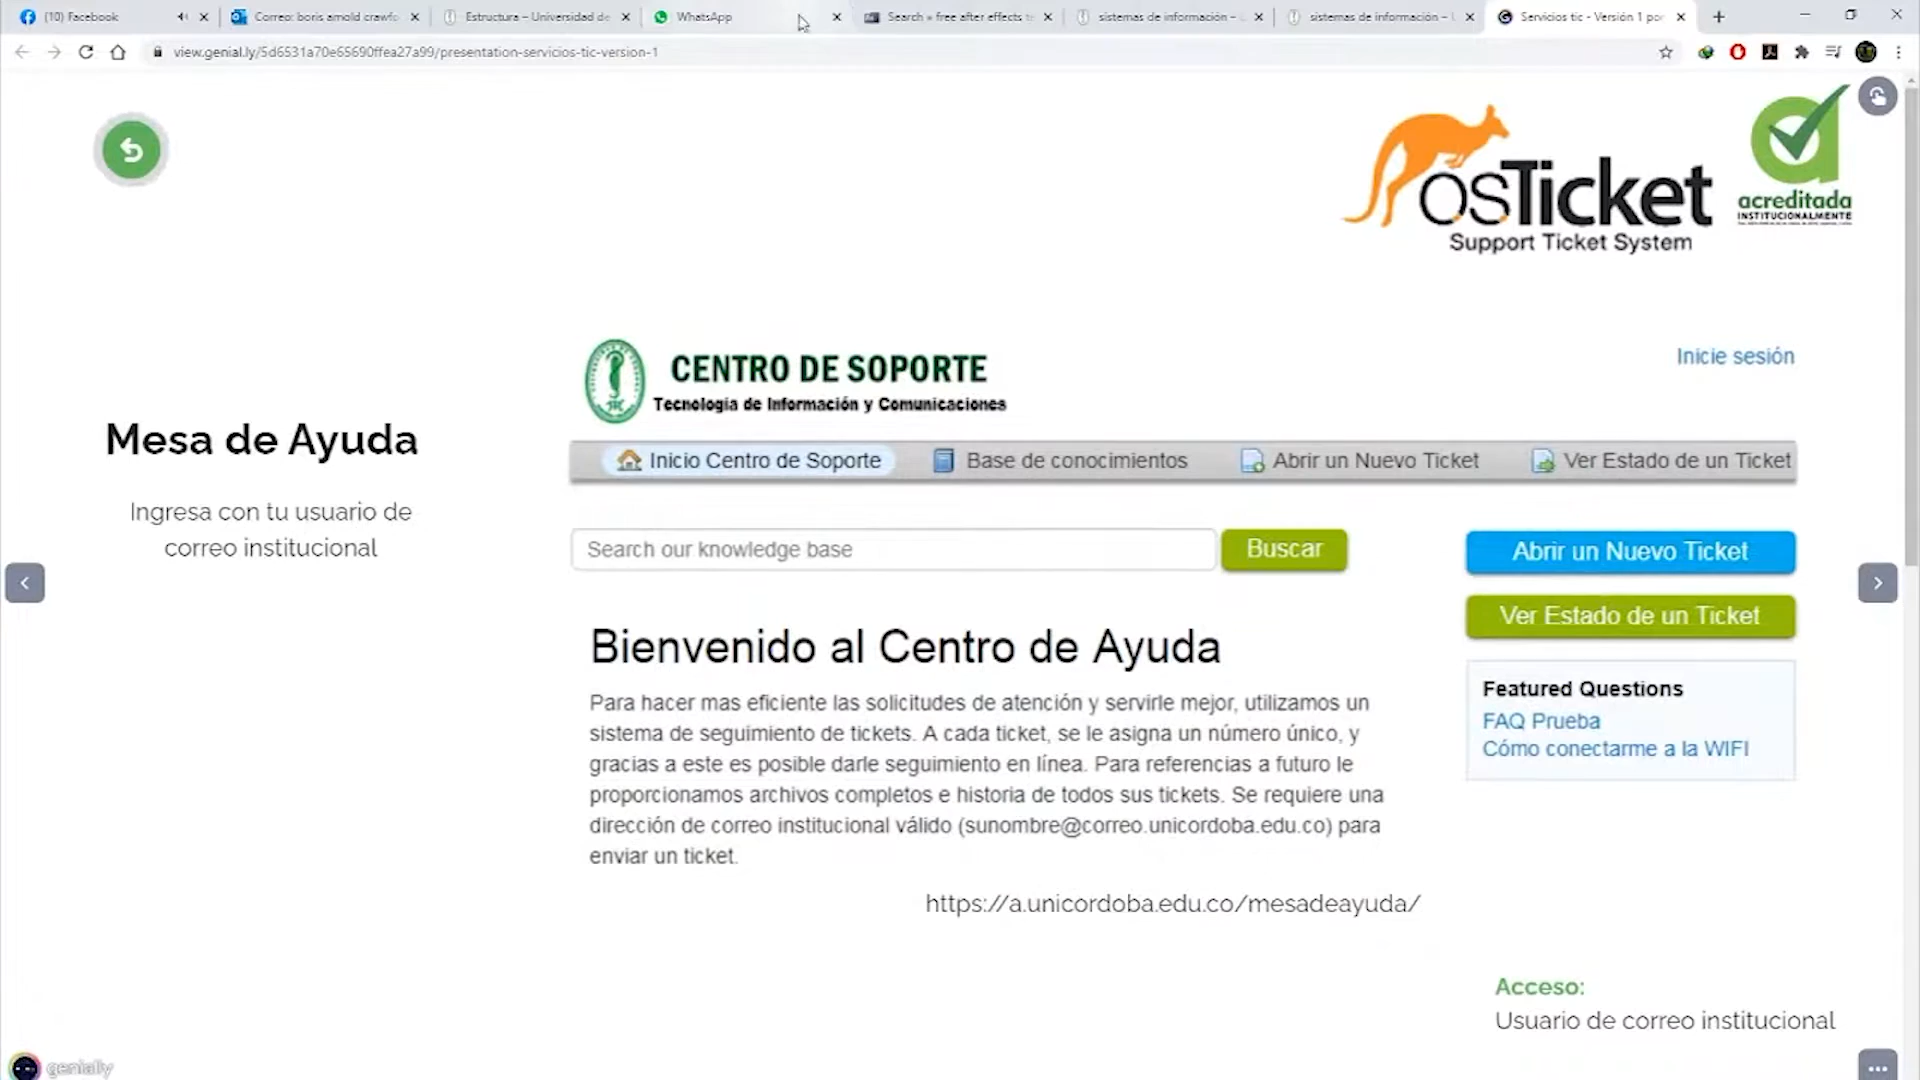 (10) Facebook
Correo: boris arnold crawfo
Estructura – Universidad de
WhatsApp
Search » free after effects te
sistemas de información –
sistemas de información –
Servicios tic - Versión 1 por
view.genial.ly/5d6531a70e65690ffea27a99/presentation-servicios-tic-version-1
osTicket
Support Ticket System
acreditada
INSTITUCIONALMENTE
CENTRO DE SOPORTE
Tecnología de Información y Comunicaciones
Inicie sesión
Mesa de Ayuda
Ingresa con tu usuario de
correo institucional
Inicio Centro de Soporte
Base de conocimientos
Abrir un Nuevo Ticket
Ver Estado de un Ticket
Search our knowledge base
Buscar
Abrir un Nuevo Ticket
Ver Estado de un Ticket
Bienvenido al Centro de Ayuda
Para hacer mas eficiente las solicitudes de atención y servirle mejor, utilizamos un
sistema de seguimiento de tickets. A cada ticket, se le asigna un número único, y
gracias a este es posible darle seguimiento en línea. Para referencias a futuro le
proporcionamos archivos completos e historia de todos sus tickets. Se requiere una
dirección de correo institucional válido (sunombre@correo.unicordoba.edu.co) para
enviar un ticket.
Featured Questions
FAQ Prueba
Cómo conectarme a la WIFI
https://a.unicordoba.edu.co/mesadeayuda/
Acceso:
Usuario de correo institucional
genially